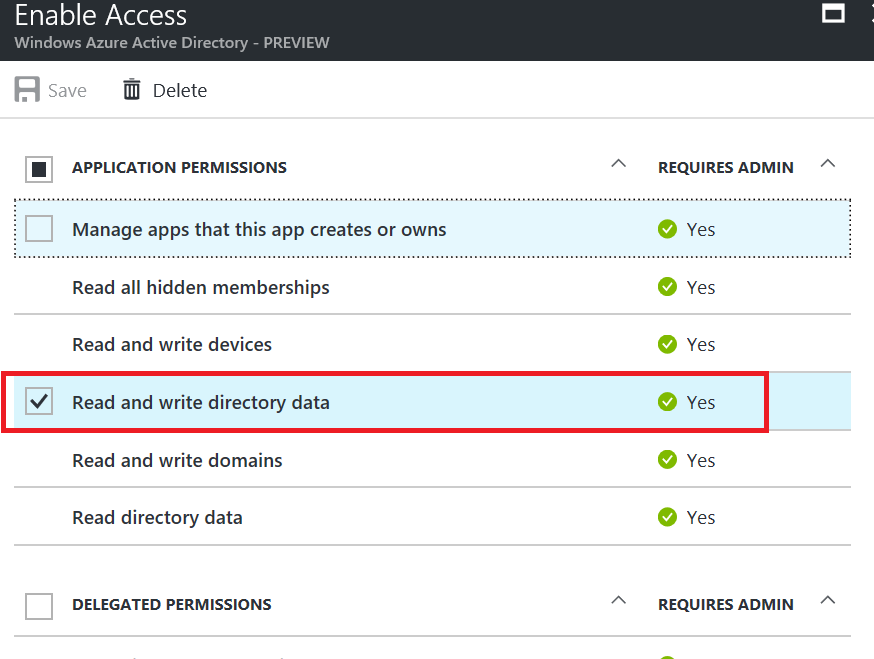 Enable Access
Windows Azure Active Directory - PREVIEW
Save Delete
APPLICATION PERMISSIONS REQUIRES ADMIN
Manage apps that this app creates or owns Yes
Read all hidden memberships Yes
Read and write devices Yes
Read and write directory data Yes
Read and write domains Yes
Read directory data Yes
DELEGATED PERMISSIONS REQUIRES ADMIN